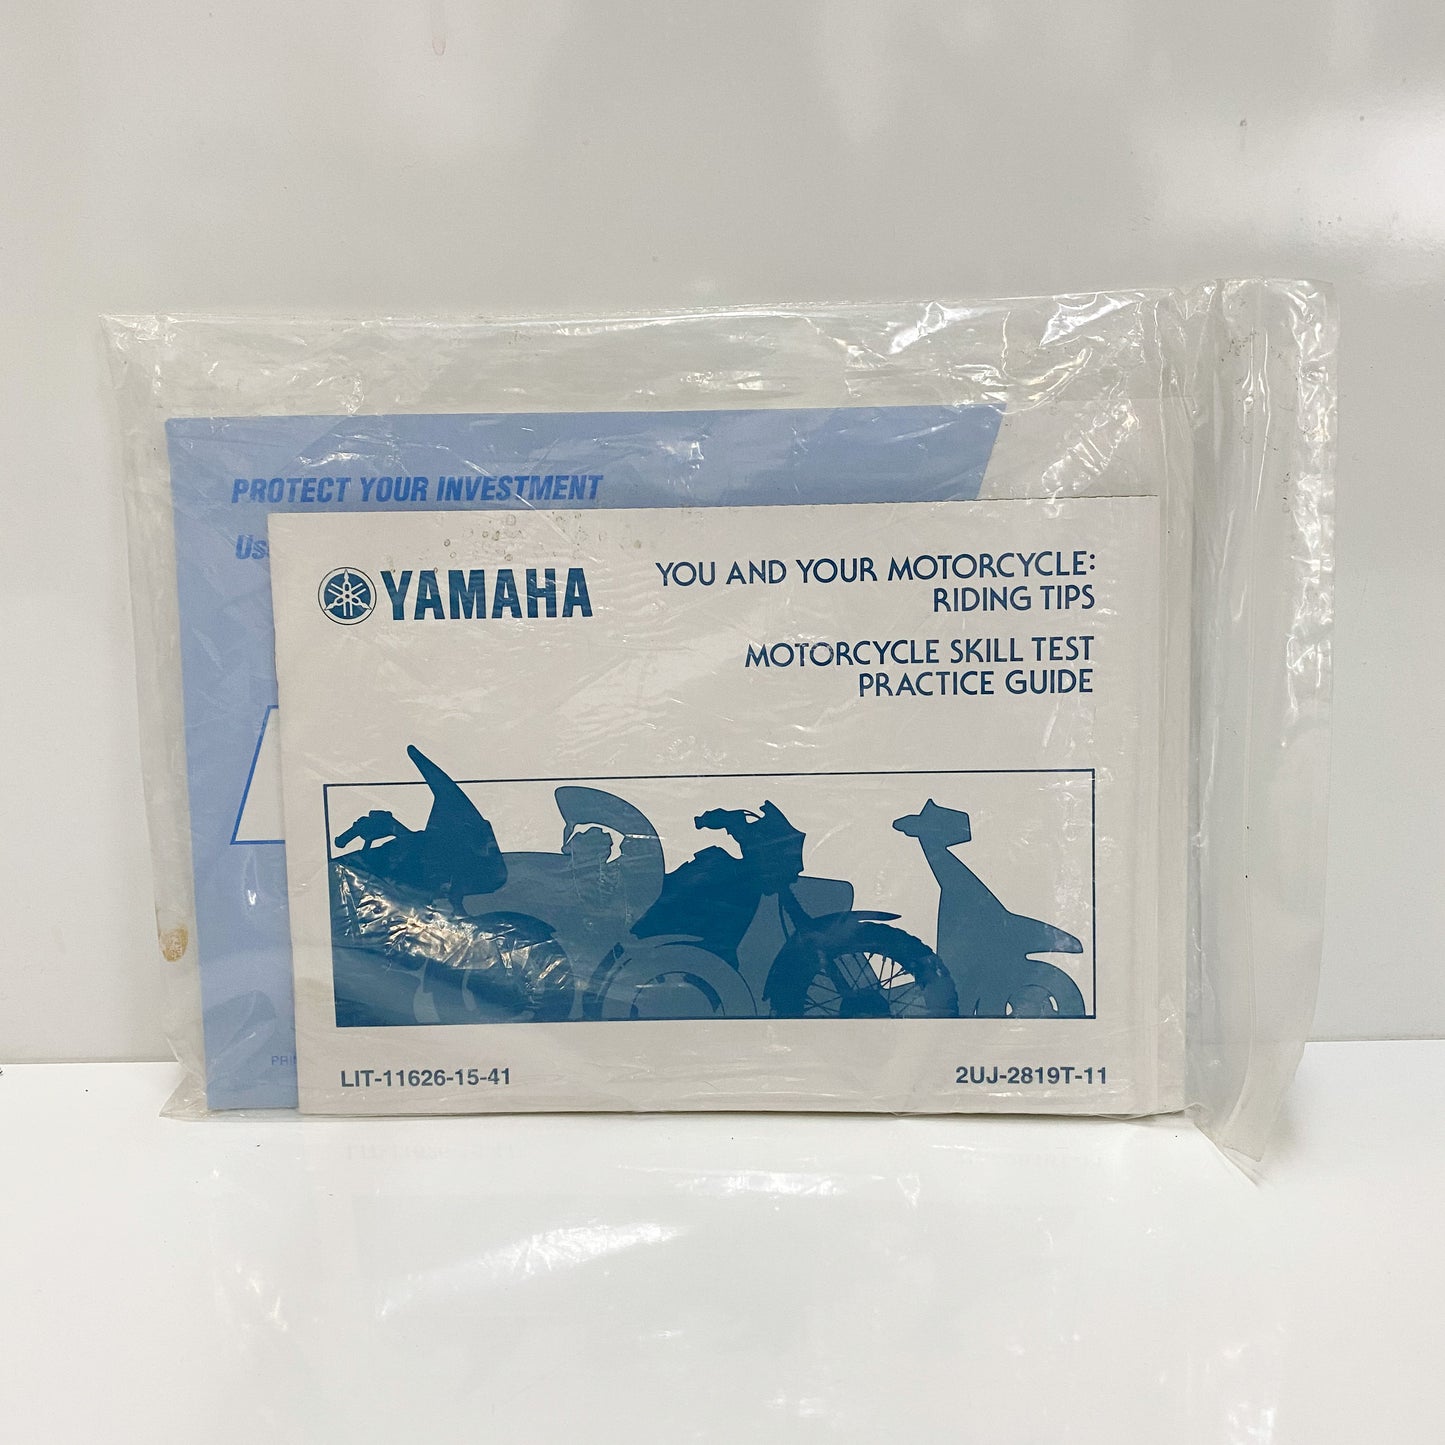 PROTECT YOUR INVESTMENT
YAMAHA
YOU AND YOUR MOTORCYCLE:
RIDING TIPS
MOTORCYCLE SKILL TEST
PRACTICE GUIDE
LIT-11626-15-41
2UJ-2819T-11